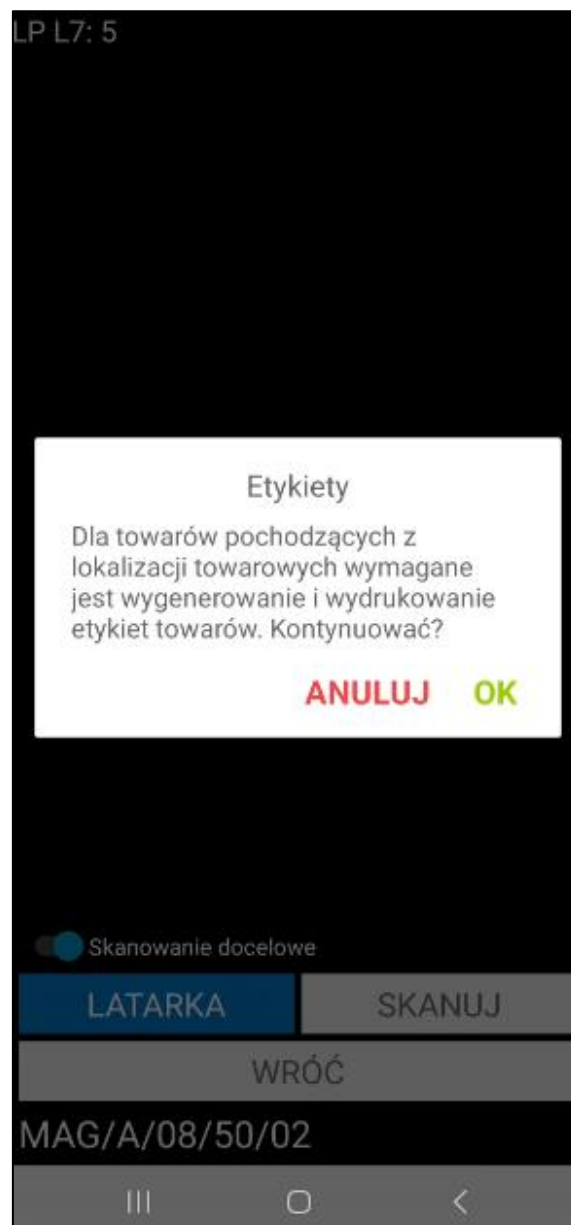 LP L7: 5
Etykiety
Dla towarów pochodzących z
lokalizacji towarowych wymagane
jest wygenerowanie i wydrukowanie
etykiet towarów. Kontynuować?
ANULUJ OK
Skanowanie docelowe
LATARKA SKANUJ
WRÓĆ
MAG/A/08/50/02